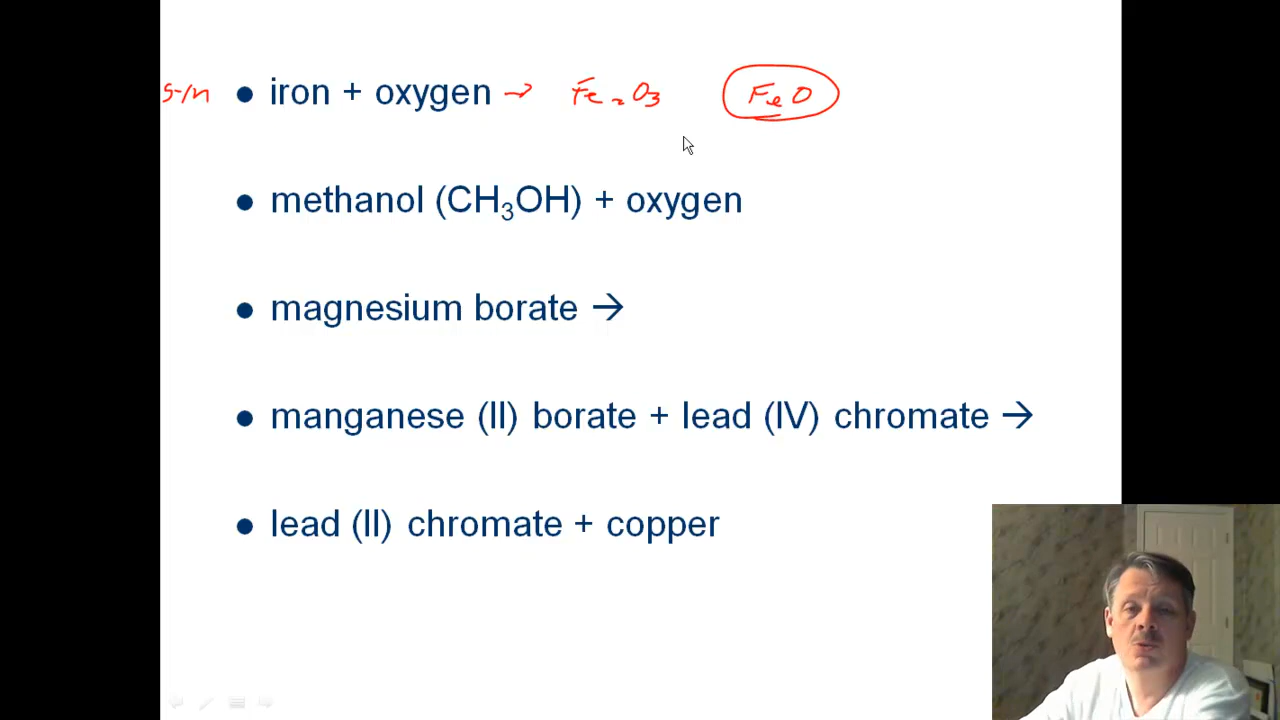 syn • iron + oxygen → Fe₂O₃ FeO
• methanol (CH₃OH) + oxygen
• magnesium borate →
• manganese (II) borate + lead (IV) chromate →
• lead (II) chromate + copper